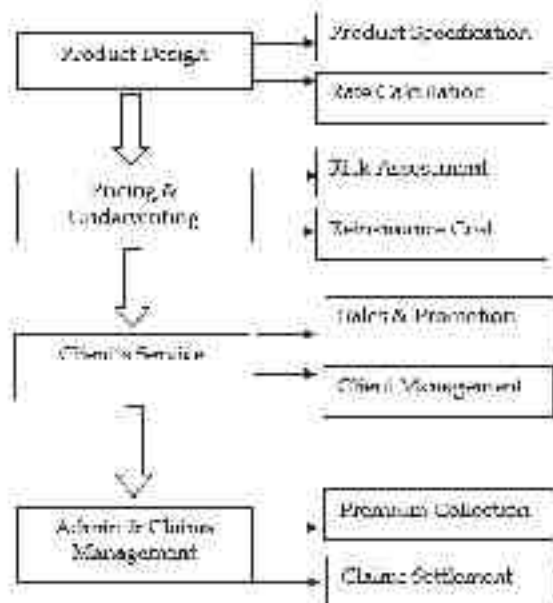 Product Design
Product Specification
Rate Calculation
Pricing &
Underwriting
Risk Assessment
Reinsurance Cost
Client's Service
Sales & Promotion
Client Management
Admin & Claims
Management
Premium Collection
Claims Settlement